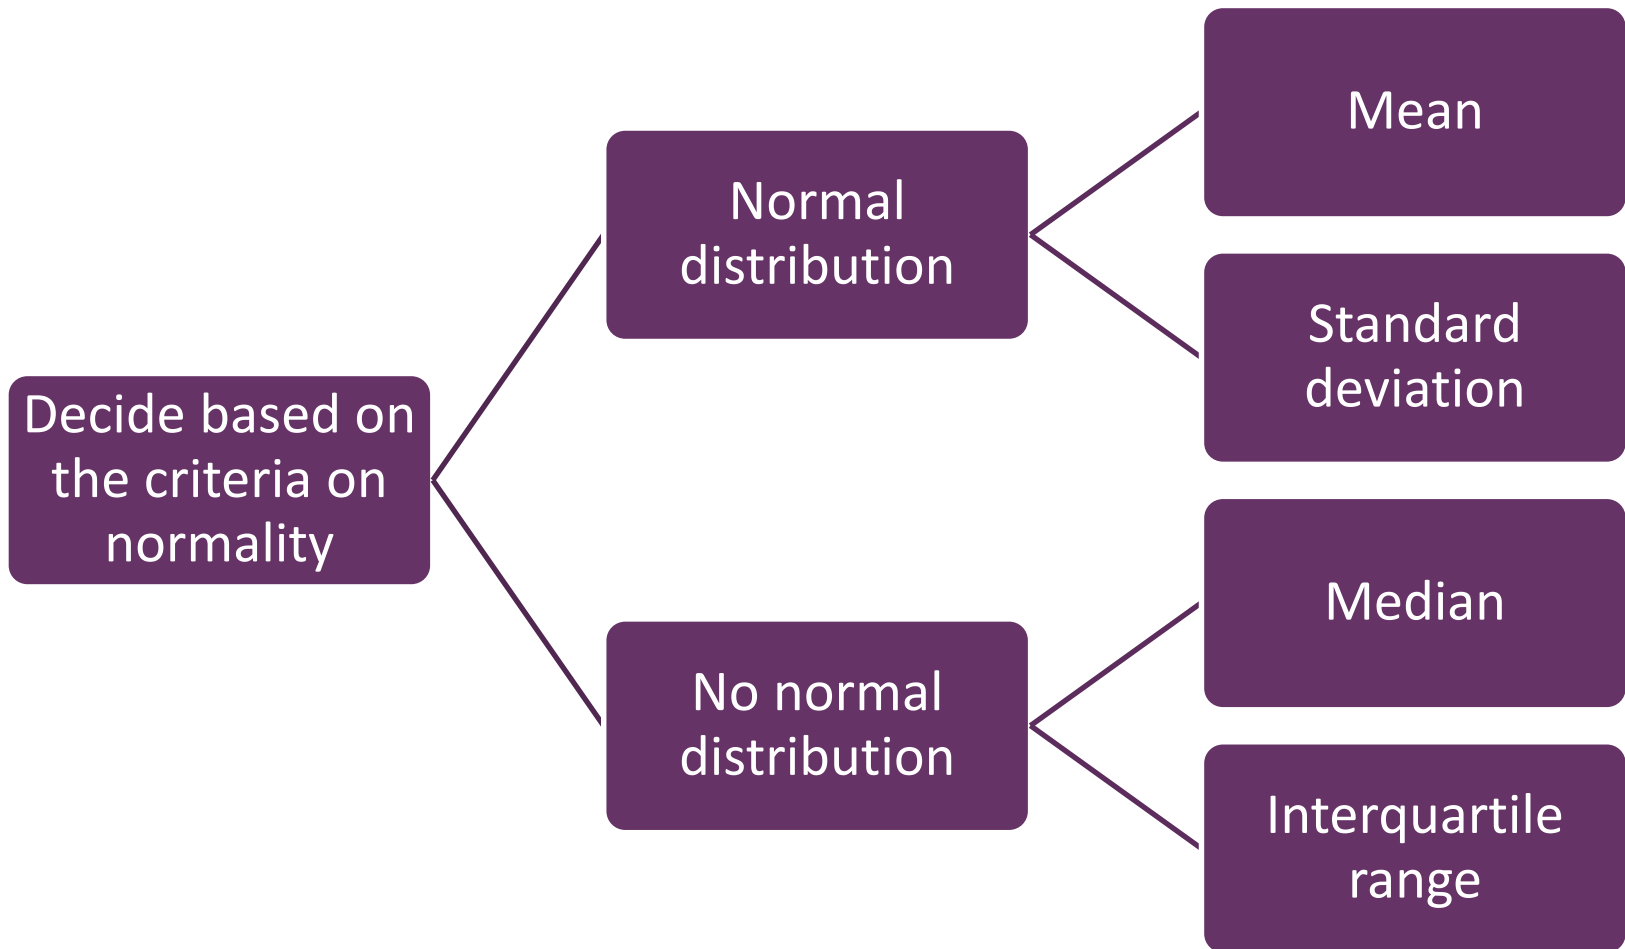 Decide based on
the criteria on
normality
Normal
distribution
Mean
Standard
deviation
No normal
distribution
Median
Interquartile
range